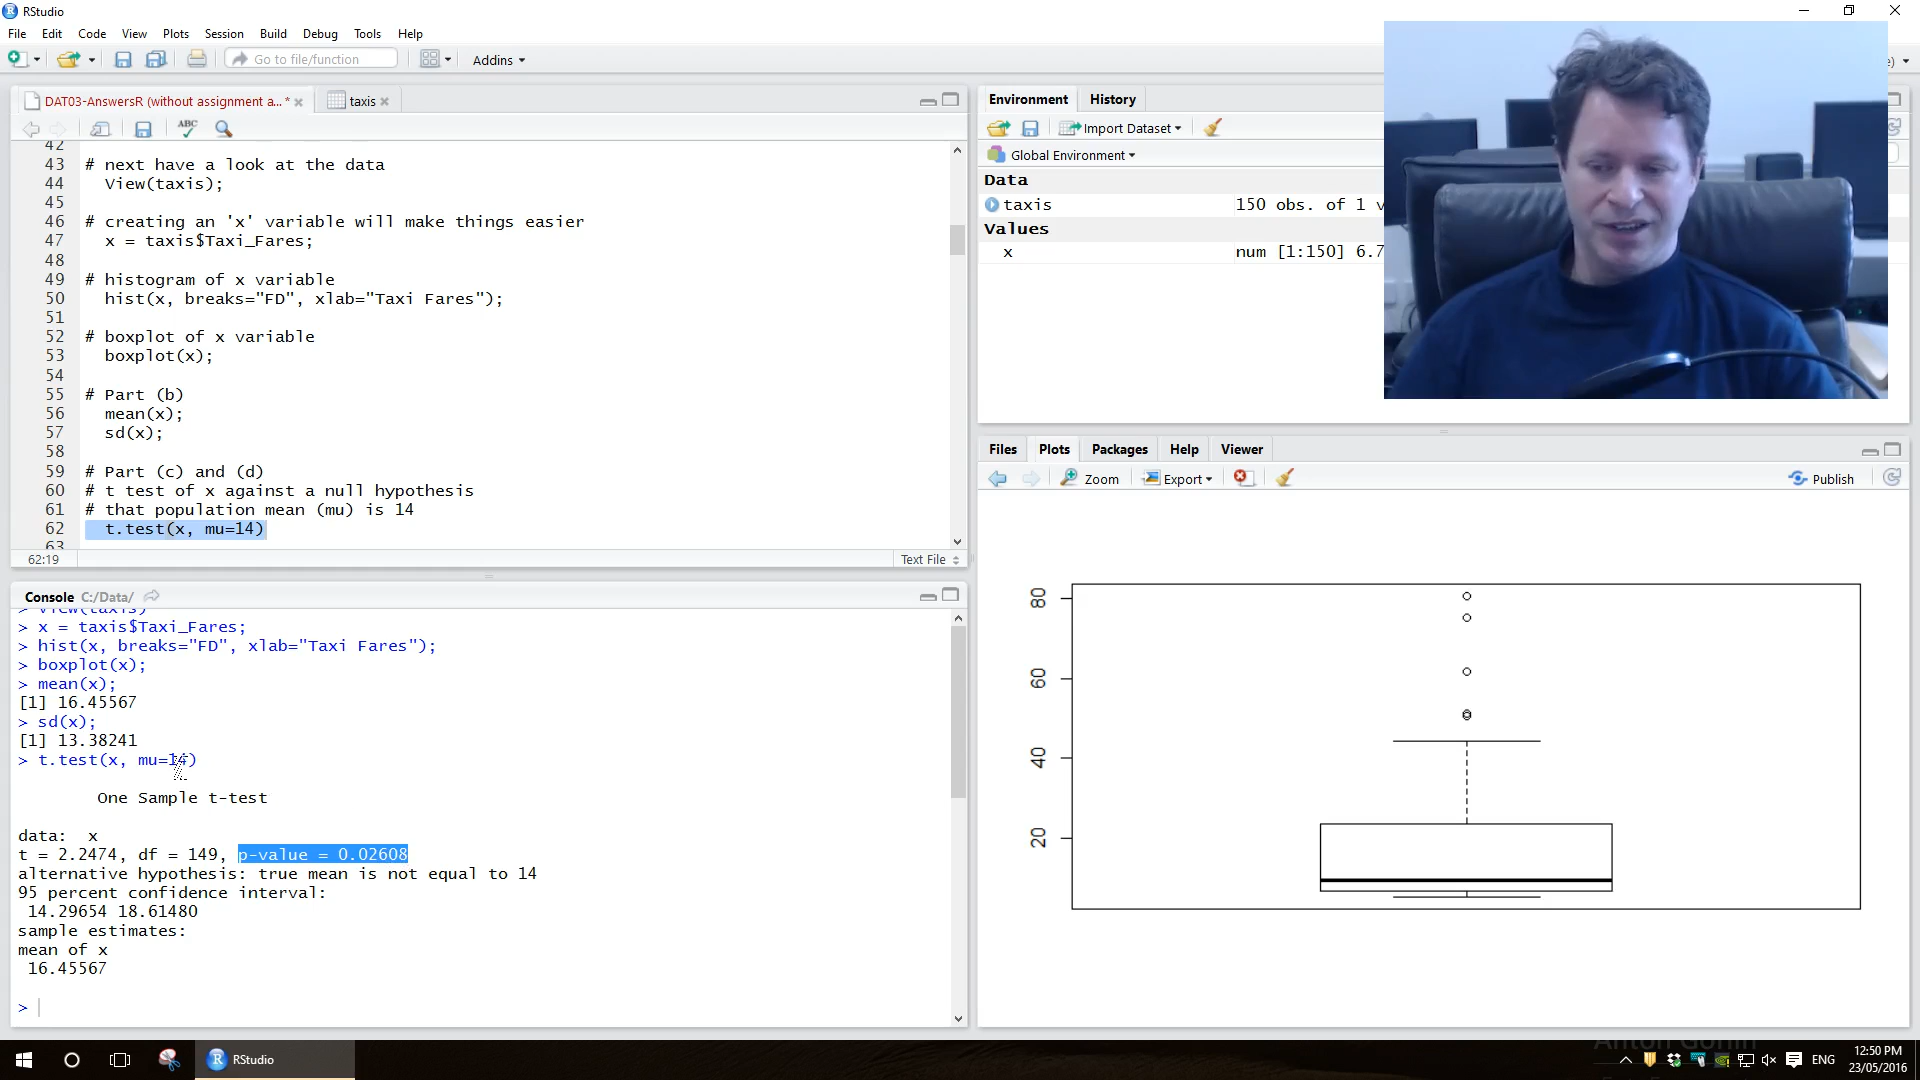 RStudio
File Edit Code View Plots Session Build Debug Tools Help
Go to file/function Addins
DAT03-AnswersR (without assignment a... * taxis
ABC
42
43 # next have a look at the data
44 View(taxis);
45
46 # creating an 'x' variable will make things easier
47 x = taxis$Taxi_Fares;
48
49 # histogram of x variable
50 hist(x, breaks="FD", xlab="Taxi Fares");
51
52 # boxplot of x variable
53 boxplot(x);
54
55 # Part (b)
56 mean(x);
57 sd(x);
58
59 # Part (c) and (d)
60 # t test of x against a null hypothesis
61 # that population mean (mu) is 14
62 t.test(x, mu=14)
63
62:19 Text File
Console C:/Data/
> View(taxis)
> x = taxis$Taxi_Fares;
> hist(x, breaks="FD", xlab="Taxi Fares");
> boxplot(x);
> mean(x);
[1] 16.45567
> sd(x);
[1] 13.38241
> t.test(x, mu=14)
One Sample t-test
data: x
t = 2.2474, df = 149, p-value = 0.02608
alternative hypothesis: true mean is not equal to 14
95 percent confidence interval:
14.29654 18.61480
sample estimates:
mean of x
16.45567
>
Environment History
Import Dataset
Global Environment
Data
taxis 150 obs. of 1 v
Values
x num [1:150] 6.7
Files Plots Packages Help Viewer
Zoom Export Publish
80
60
40
20
RStudio
ENG
12:50 PM
23/05/2016